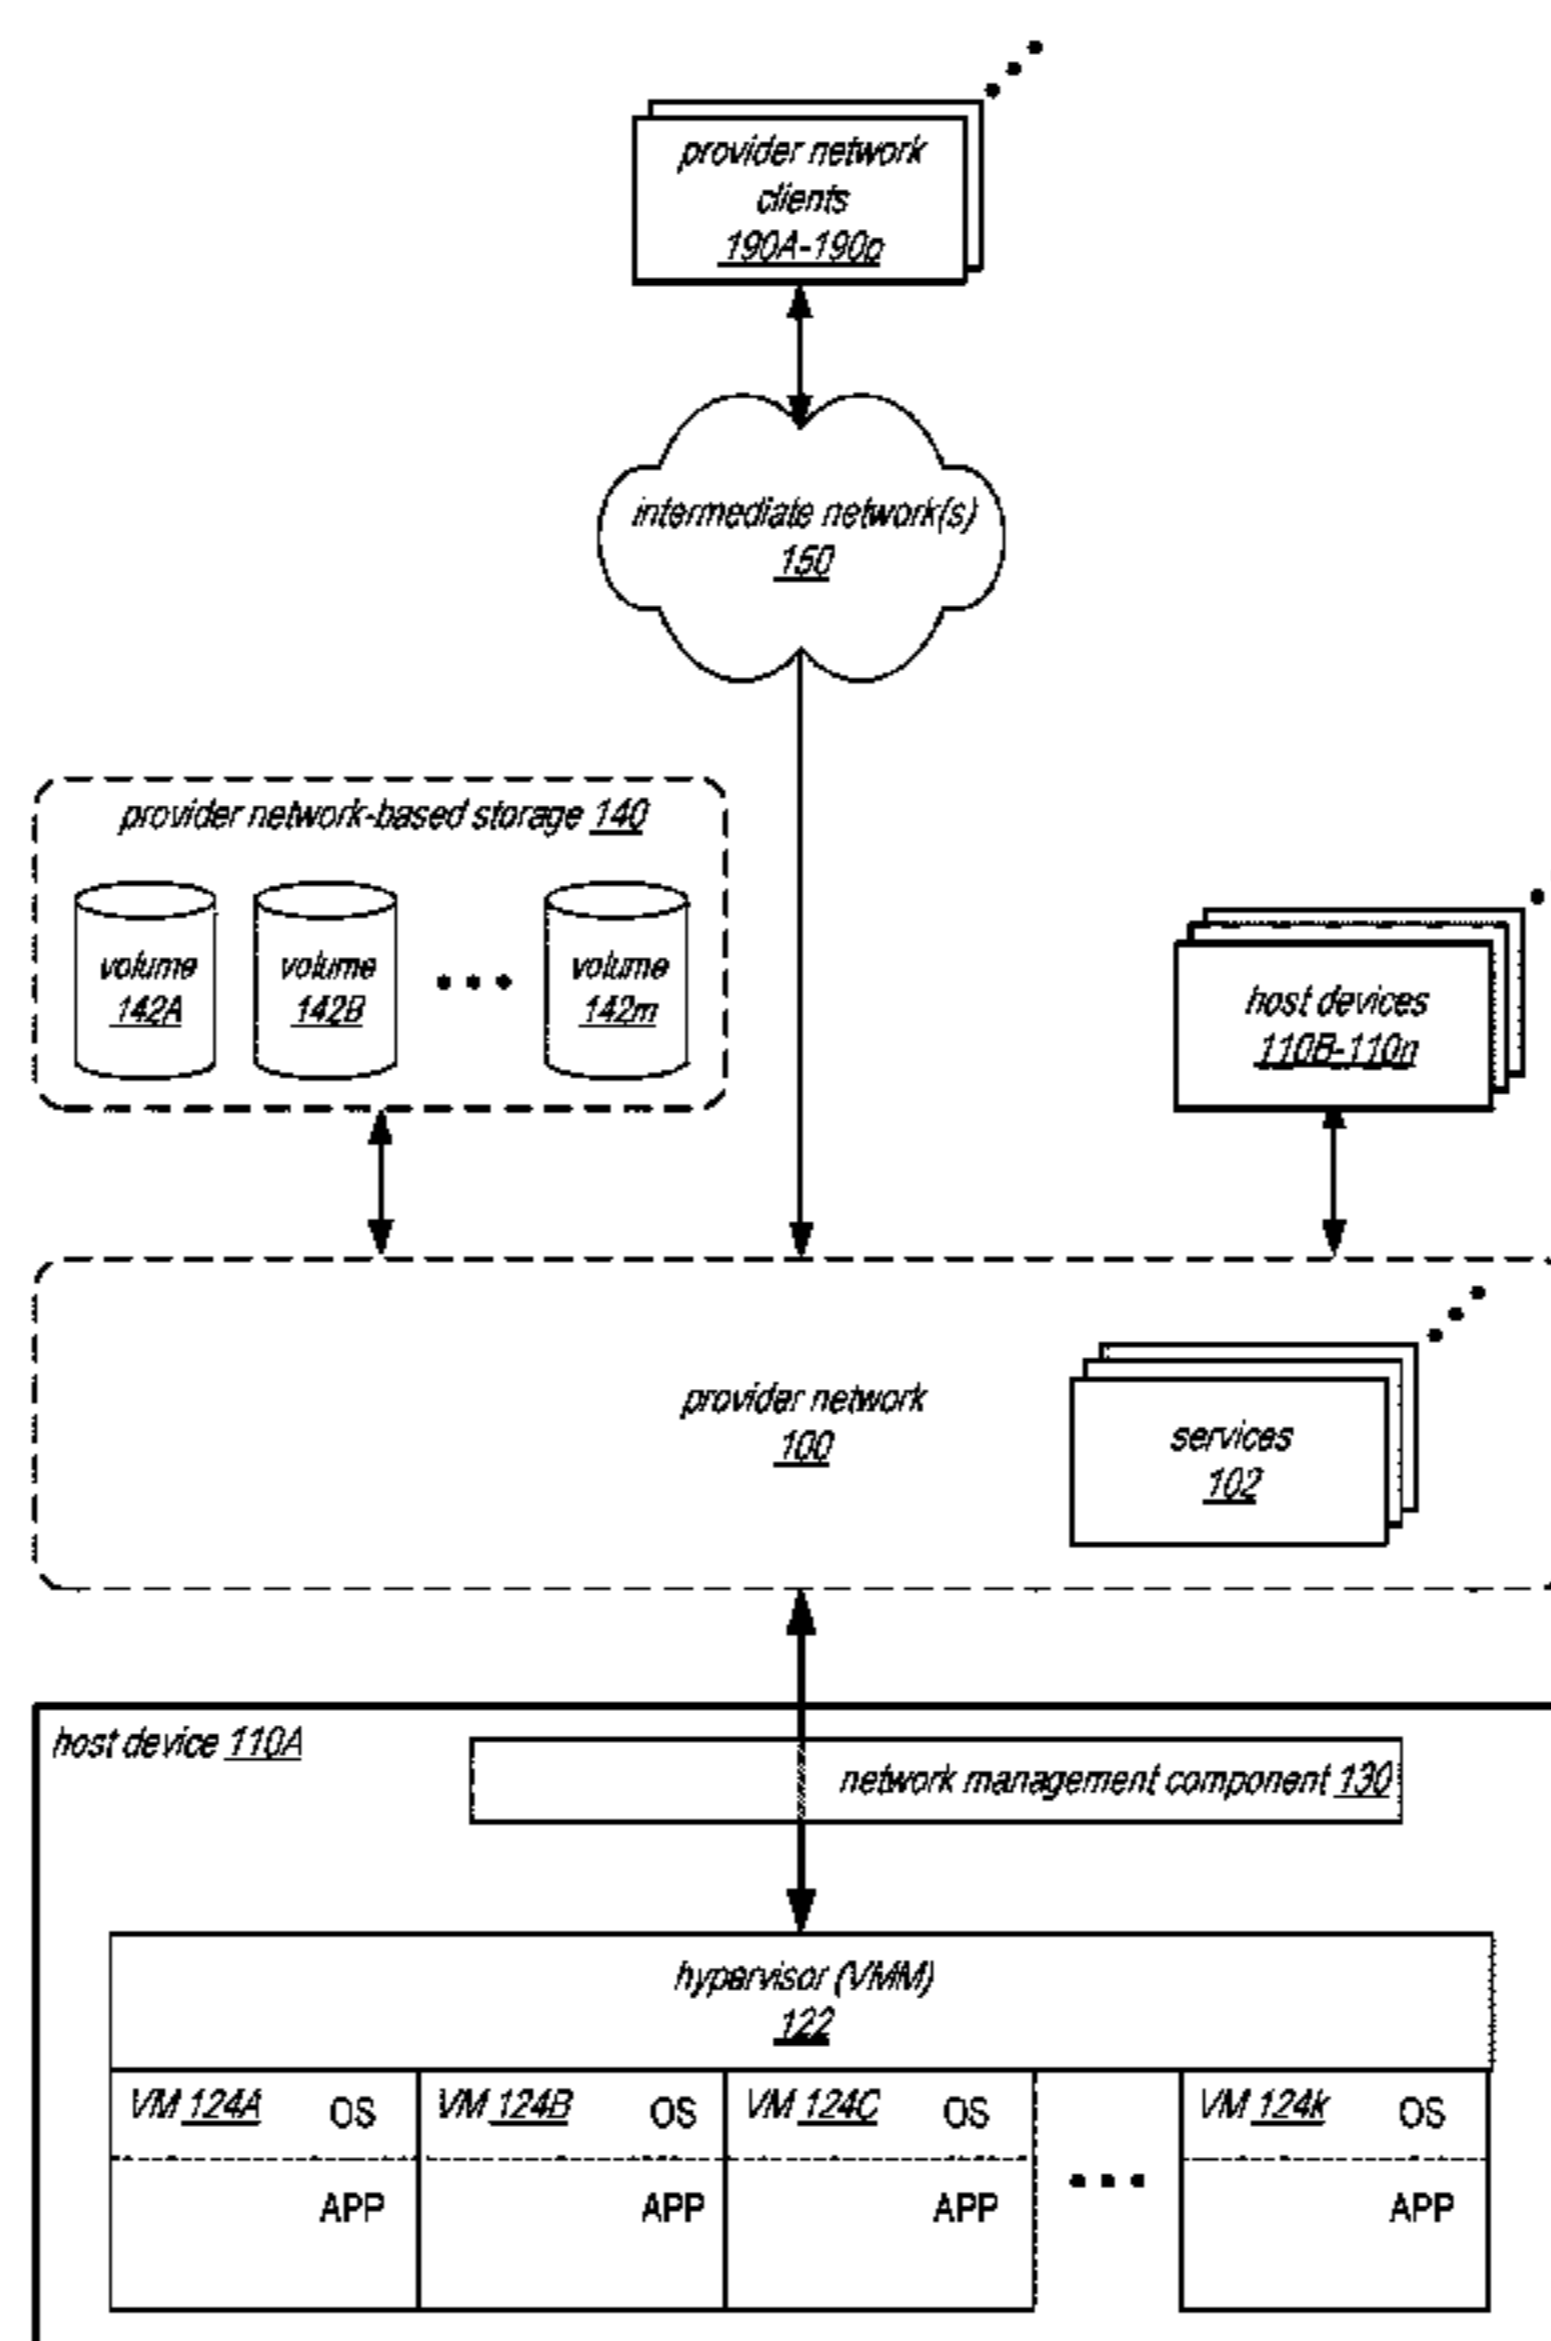 provider network
clients
190A-190p
intermediate network(s)
150
provider network-based storage 140
volume
142A
volume
142B
volume
142m
host devices
110B-110n
provider network
100
services
102
host device 110A
network management component 130
hypervisor (VMM)
122
VM 124A OS
APP
VM 124B OS
APP
VM 124C OS
APP
VM 124k OS
APP